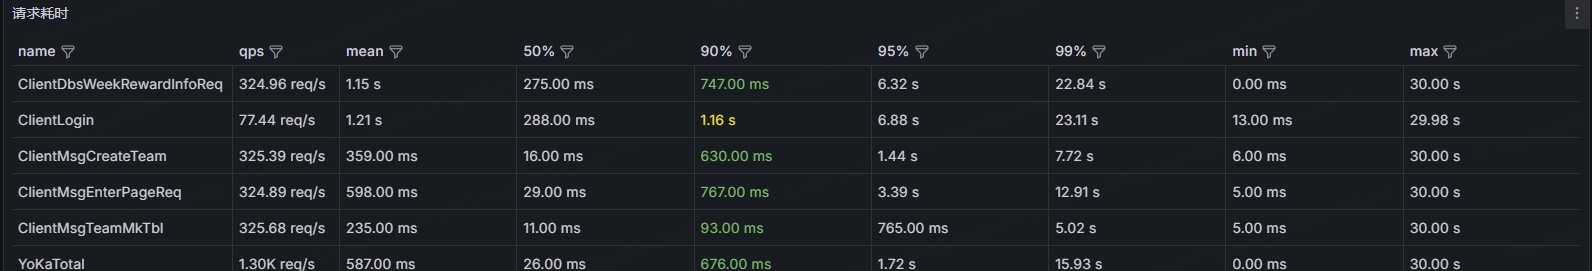 请求耗时
name qps mean 50% 90% 95% 99% min max
ClientDbsWeekRewardInfoReq 324.96 req/s 1.15 s 275.00 ms 747.00 ms 6.32 s 22.84 s 0.00 ms 30.00 s
ClientLogin 77.44 req/s 1.21 s 288.00 ms 1.16 s 6.88 s 23.11 s 13.00 ms 29.98 s
ClientMsgCreateTeam 325.39 req/s 359.00 ms 16.00 ms 630.00 ms 1.44 s 7.72 s 6.00 ms 30.00 s
ClientMsgEnterPageReq 324.89 req/s 598.00 ms 29.00 ms 767.00 ms 3.39 s 12.91 s 5.00 ms 30.00 s
ClientMsgTeamMkTbl 325.68 req/s 235.00 ms 11.00 ms 93.00 ms 765.00 ms 5.02 s 5.00 ms 30.00 s
YoKaTotal 1.30K req/s 587.00 ms 26.00 ms 676.00 ms 1.72 s 15.93 s 0.00 ms 30.00 s